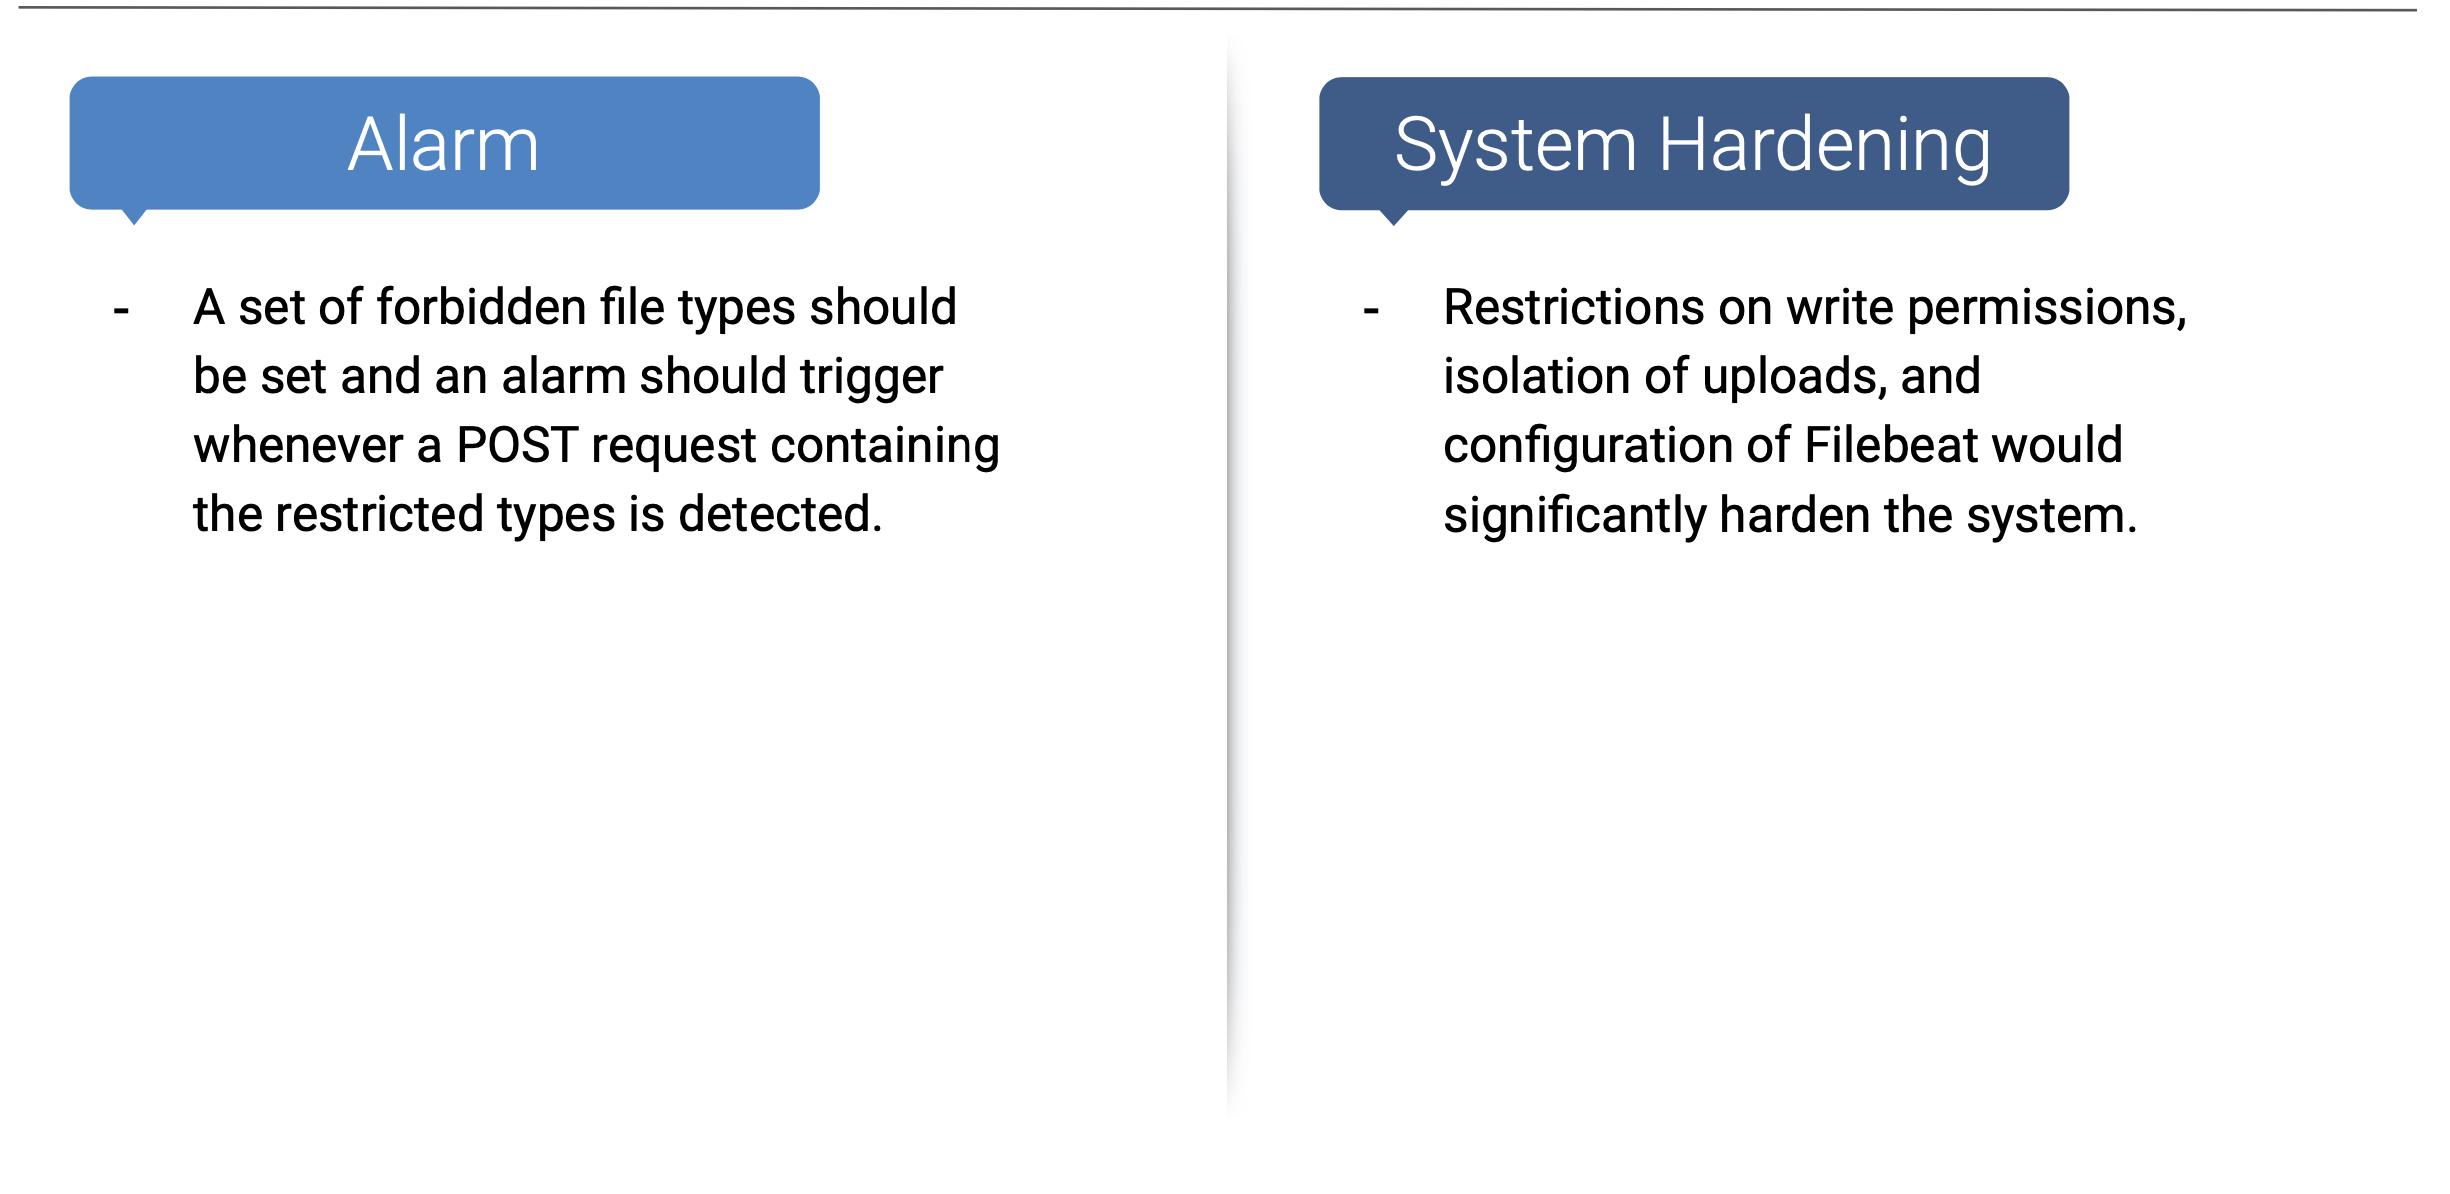 Alarm
- A set of forbidden file types should
be set and an alarm should trigger
whenever a POST request containing
the restricted types is detected.
System Hardening
- Restrictions on write permissions,
isolation of uploads, and
configuration of Filebeat would
significantly harden the system.